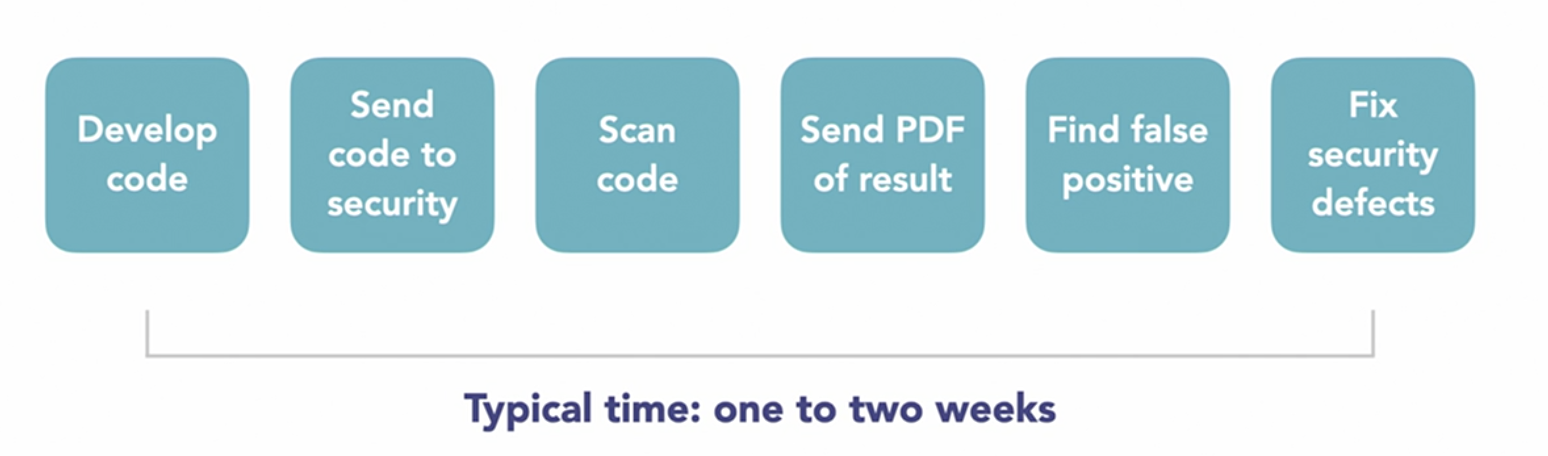 Develop
code
Send
code to
security
Scan
code
Send PDF
of result
Find false
positive
Fix
security
defects
Typical time: one to two weeks